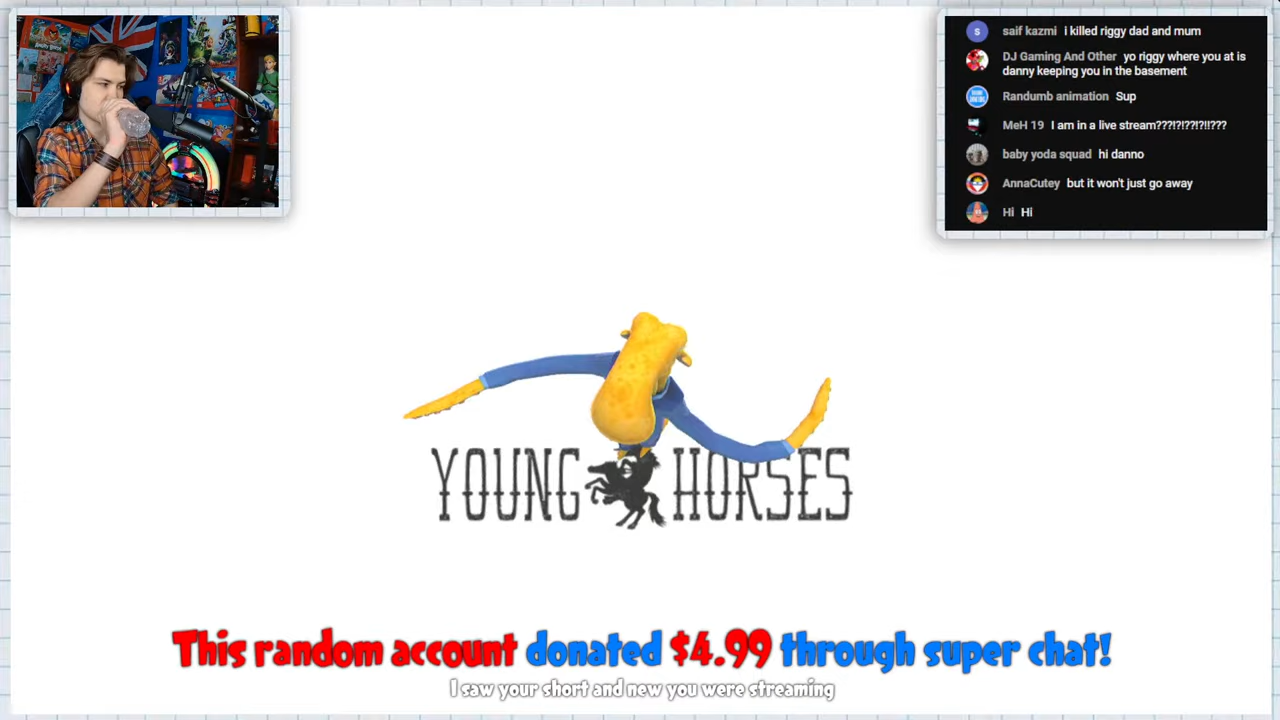 saif kazmi i killed riggy dad and mum
DJ Gaming And Other yo riggy where you at is
danny keeping you in the basement
Randumb animation Sup
MeH 19 I am in a live stream???!?!??!?!!???
baby yoda squad hi danno
AnnaCutey but it won't just go away
Hi Hi
YOUNG HORSES
This random account donated $4.99 through super chat!
I saw your short and new you were streaming